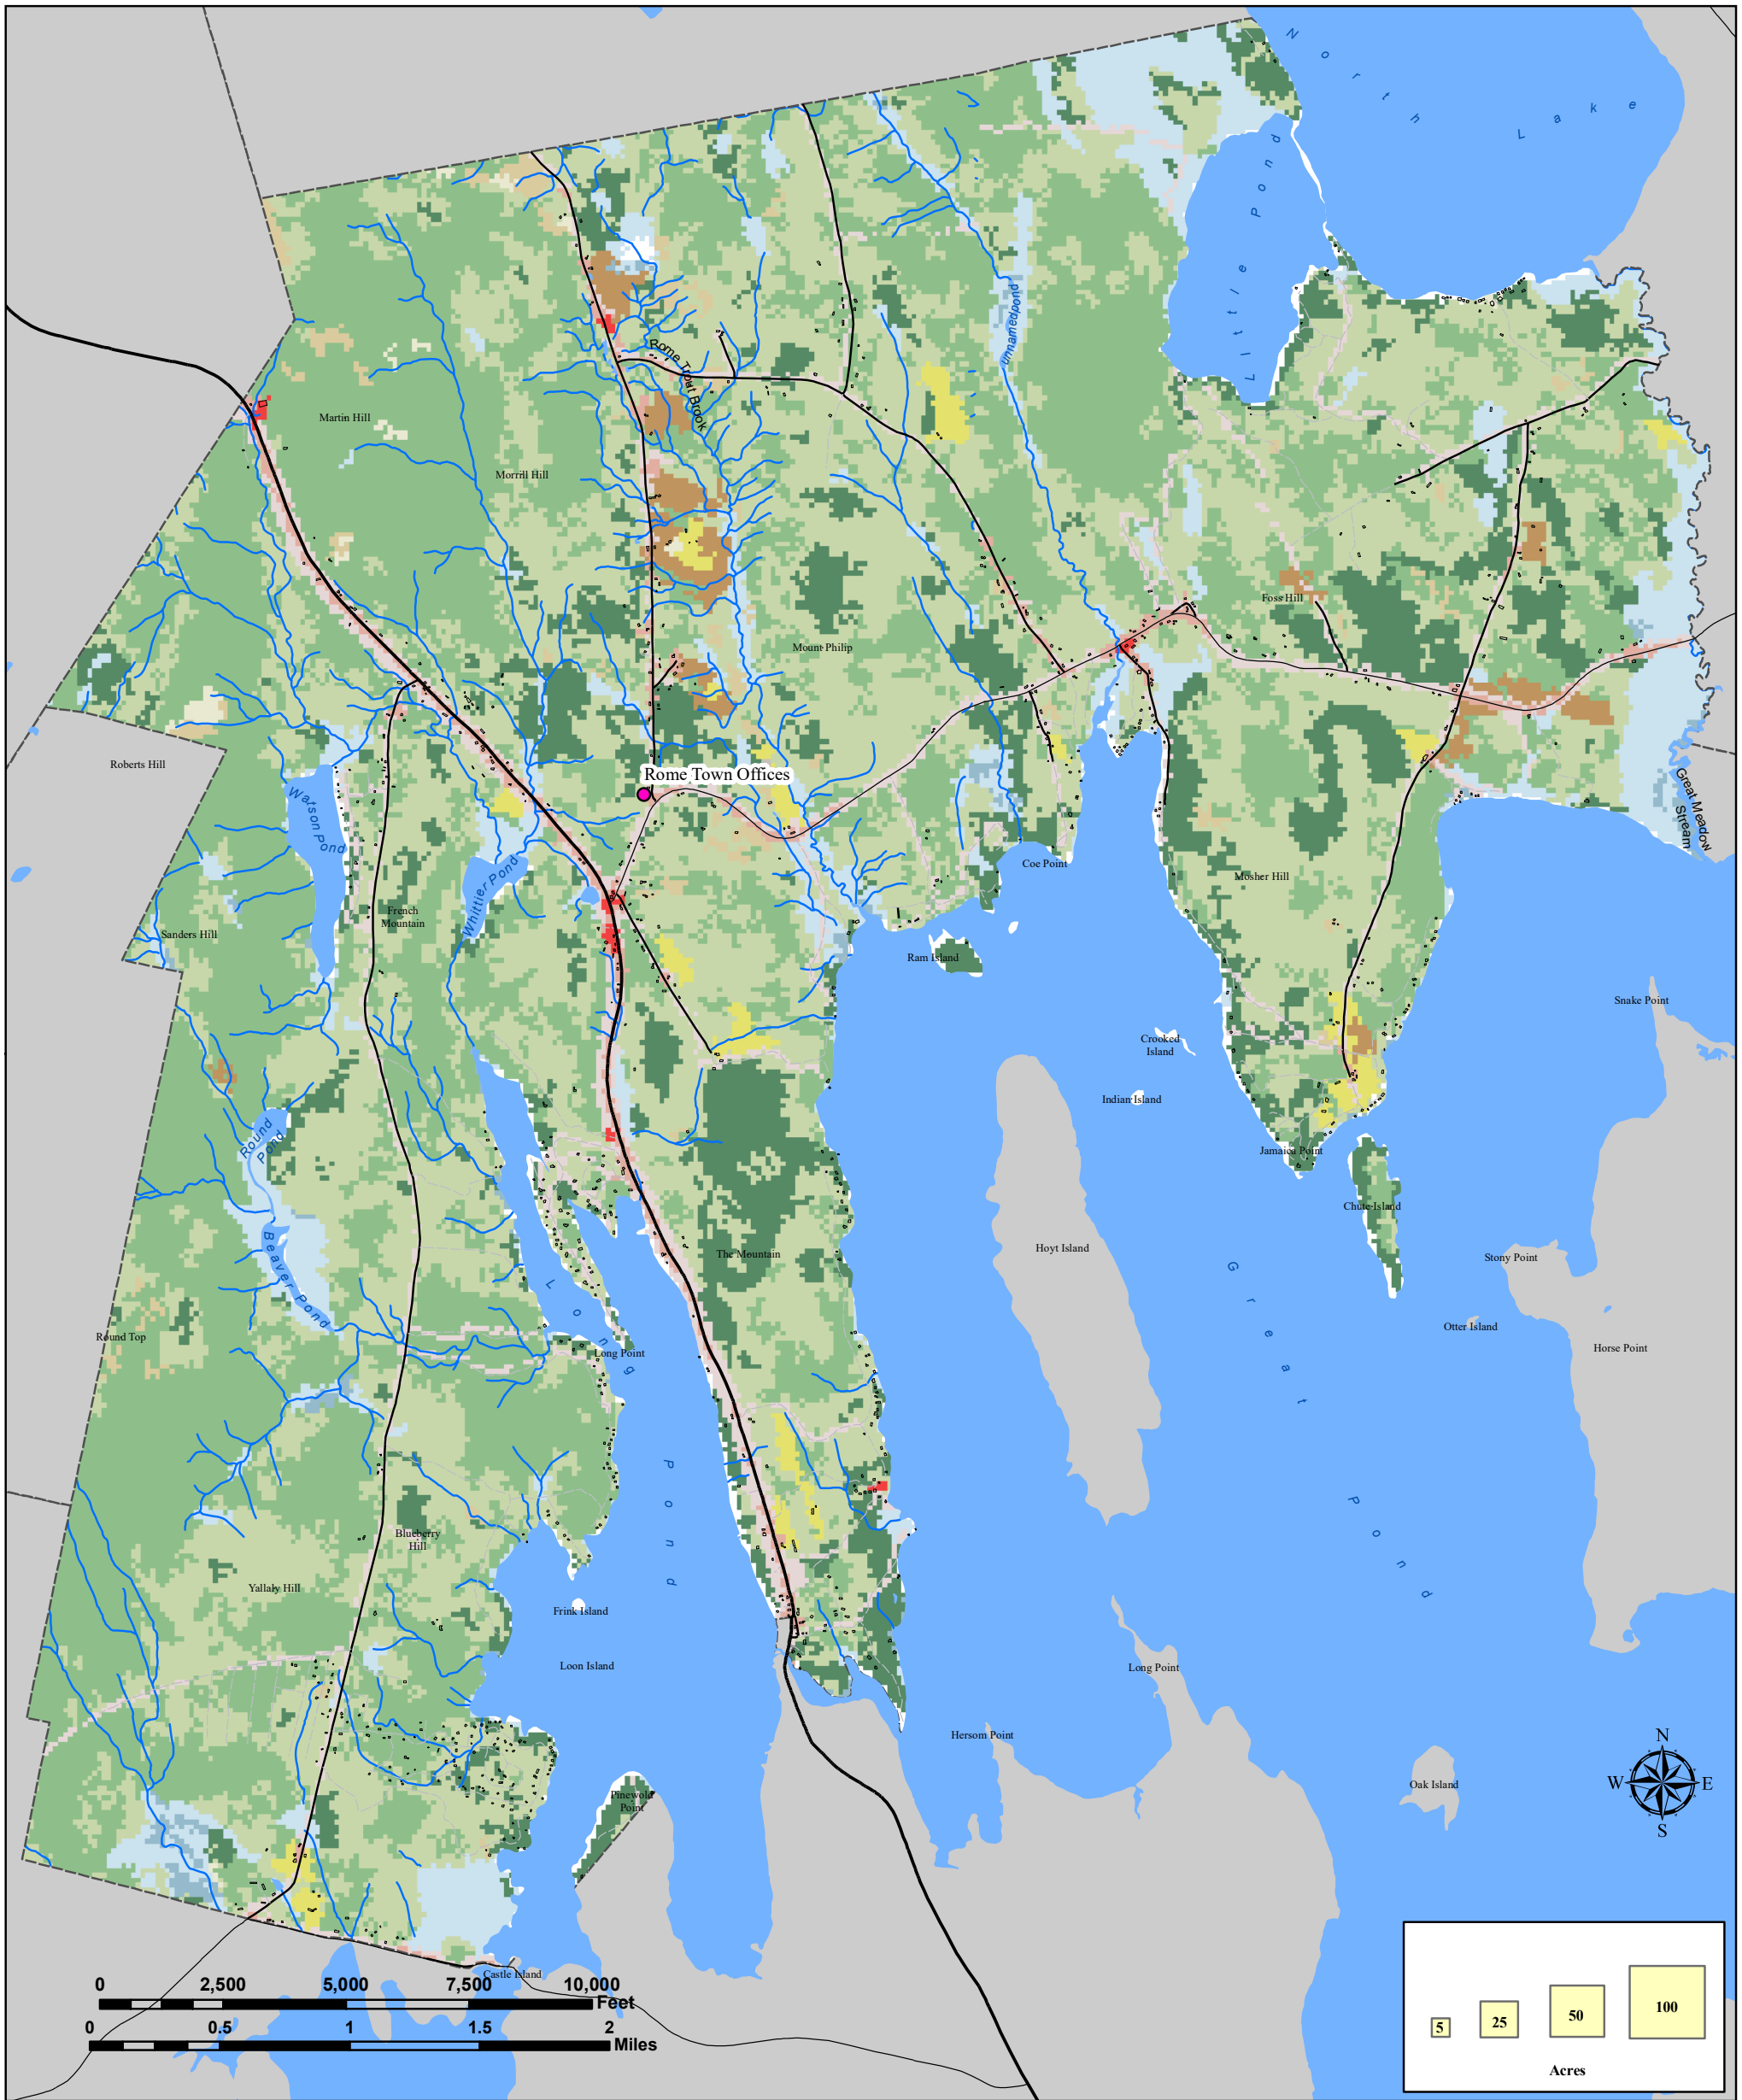 North Lake
Little Pond
unnamedpond
Rome Trout Brook
Martin Hill
Morrill Hill
Foss Hill
Mount Philip
Roberts Hill
Rome Town Offices
Watson Pond
Great Meadow
Stream
Whittier Pond
Coe Point
Mosher Hill
French
Mountain
Sanders Hill
Ram Island
Snake Point
Crooked
Island
Indian Island
Round
Pond
Jamaica Point
Chute Island
Beaver Pond
The Mountain
Hoyt Island
Stony Point
Great Pond
Long Pond
Round Top
Long Point
Otter Island
Horse Point
Blueberry
Hill
Yallaly Hill
Frink Island
Loon Island
Long Point
Hersom Point
N
W E
S
Pinewold
Point
Oak Island
Castle Island
0 2,500 5,000 7,500 10,000
Feet
0 0.5 1 1.5 2
Miles
5 25 50 100
Acres